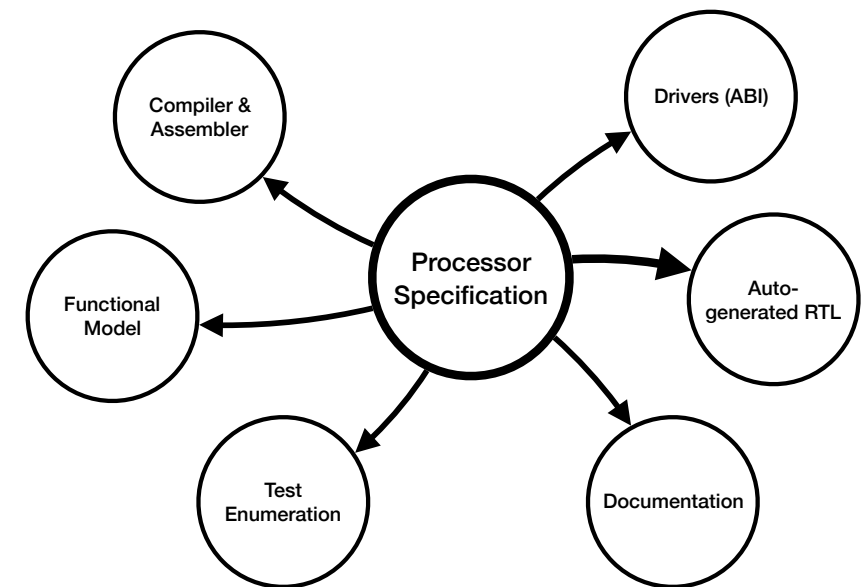 Compiler &
Assembler
Drivers (ABI)
Processor
Specification
Functional
Model
Auto-
generated RTL
Test
Enumeration
Documentation